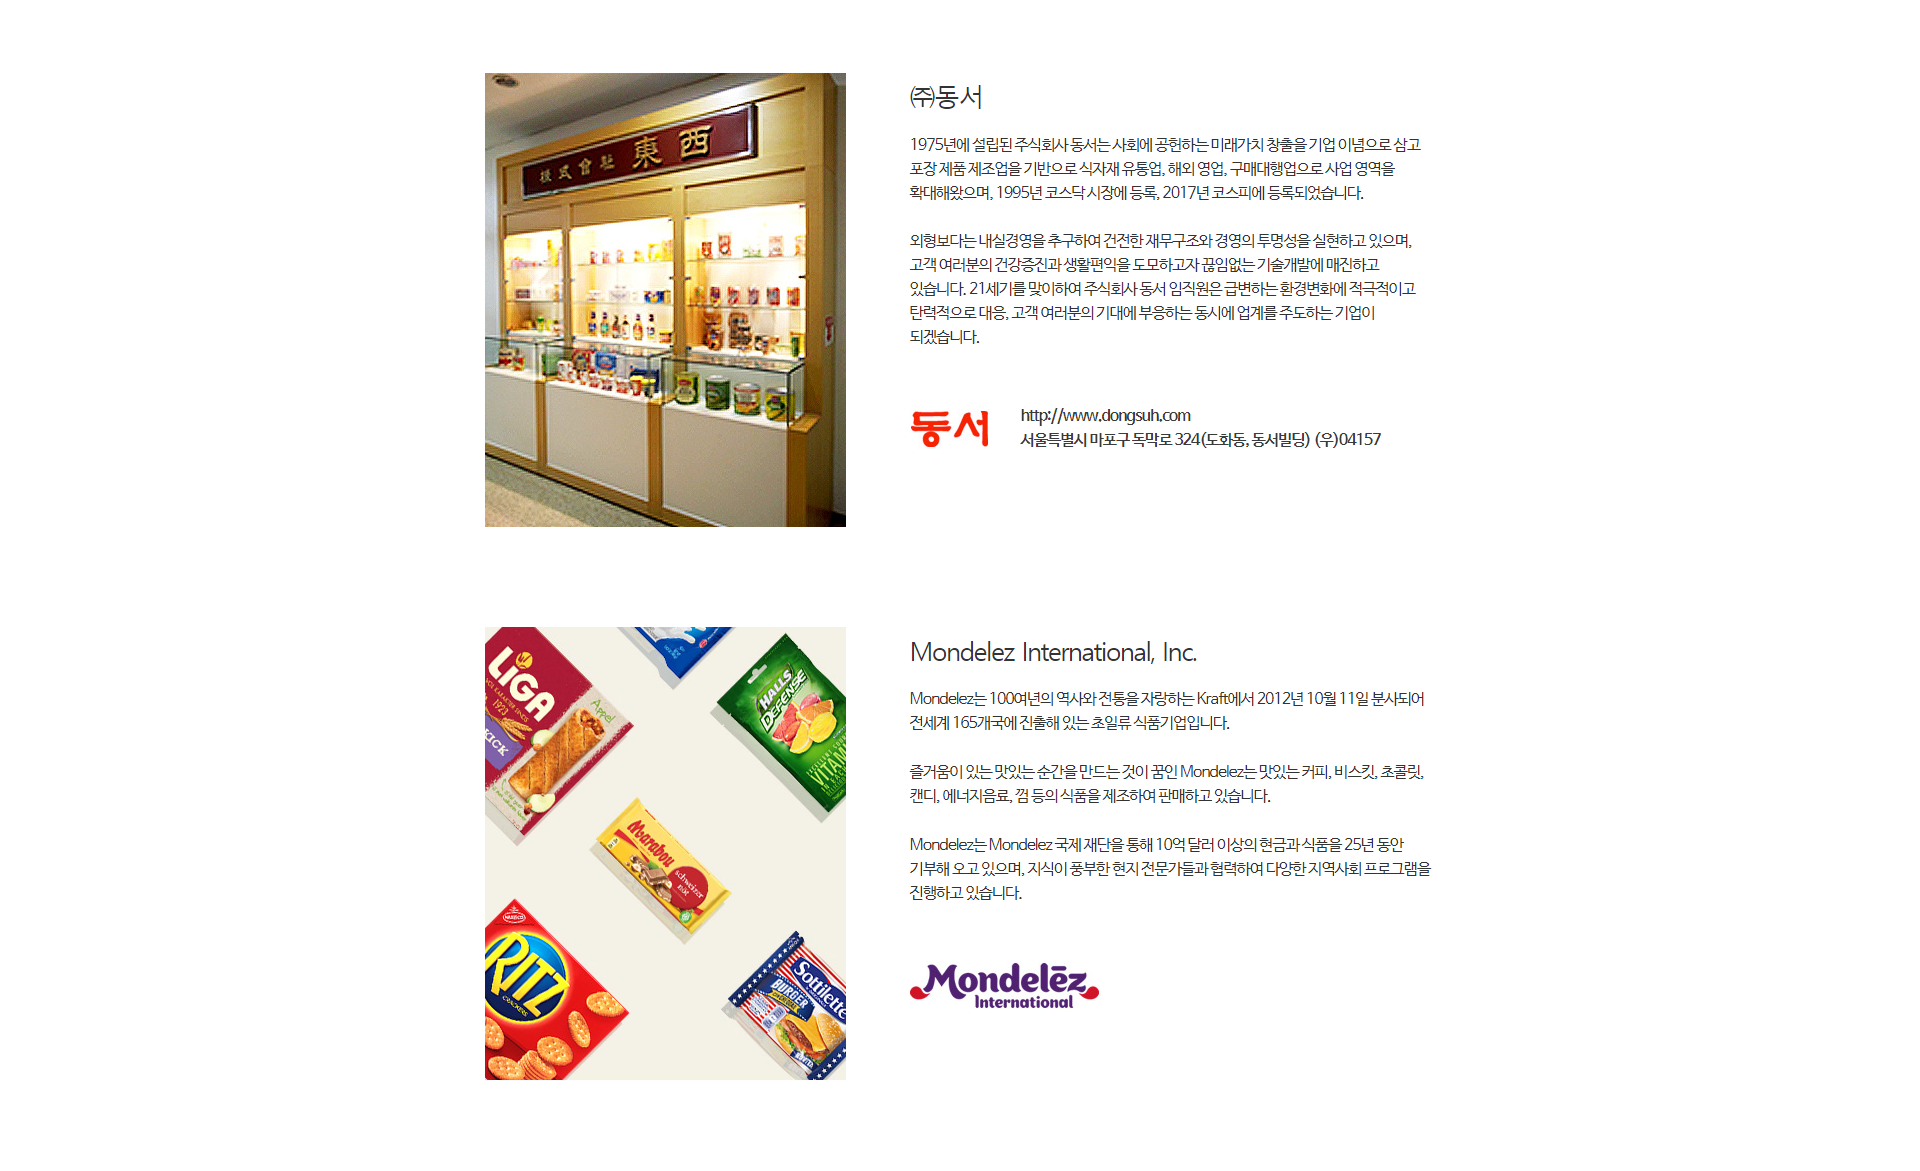 株式會社 東西
㈜동서
1975년에 설립된 주식회사 동서는 사회에 공헌하는 미래가치 창출을 기업 이념으로 삼고
포장 제품 제조업을 기반으로 식자재 유통업, 해외 영업, 구매대행업으로 사업 영역을
확대해왔으며, 1995년 코스닥 시장에 등록, 2017년 코스피에 등록되었습니다.
외형보다는 내실경영을 추구하여 건전한 재무구조와 경영의 투명성을 실현하고 있으며,
고객 여러분의 건강증진과 생활편익을 도모하고자 끊임없는 기술개발에 매진하고
있습니다. 21세기를 맞이하여 주식회사 동서 임직원은 급변하는 환경변화에 적극적이고
탄력적으로 대응, 고객 여러분의 기대에 부응하는 동시에 업계를 주도하는 기업이
되겠습니다.
동서
http://www.dongsuh.com
서울특별시 마포구 독막로 324(도화동, 동서빌딩) (우)04157
LiGA
1923
KICK
Appel
HALLS
DEFENSE
VITAMI
Marabou
schweizer
nöt
NABISCO
RITZ
CRACKERS
Sottilette
BURGER
Mondelez International, Inc.
Mondelez는 100여년의 역사와 전통을 자랑하는 Kraft에서 2012년 10월 11일 분사되어
전세계 165개국에 진출해 있는 초일류 식품기업입니다.
즐거움이 있는 맛있는 순간을 만드는 것이 꿈인 Mondelez는 맛있는 커피, 비스킷, 초콜릿,
캔디, 에너지음료, 껌 등의 식품을 제조하여 판매하고 있습니다.
Mondelez는 Mondelez 국제 재단을 통해 10억 달러 이상의 현금과 식품을 25년 동안
기부해 오고 있으며, 지식이 풍부한 현지 전문가들과 협력하여 다양한 지역사회 프로그램을
진행하고 있습니다.
Mondelēz
International